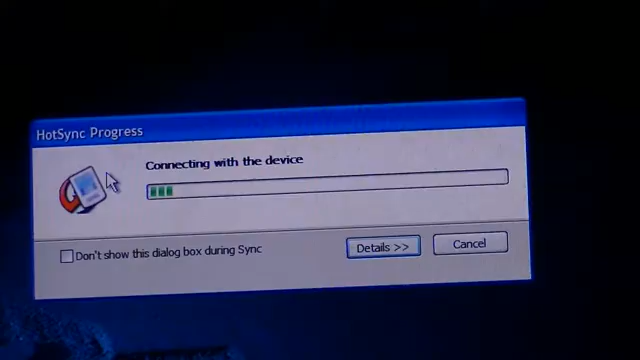 HotSync Progress
Connecting with the device
Don't show this dialog box during Sync
Details >>
Cancel